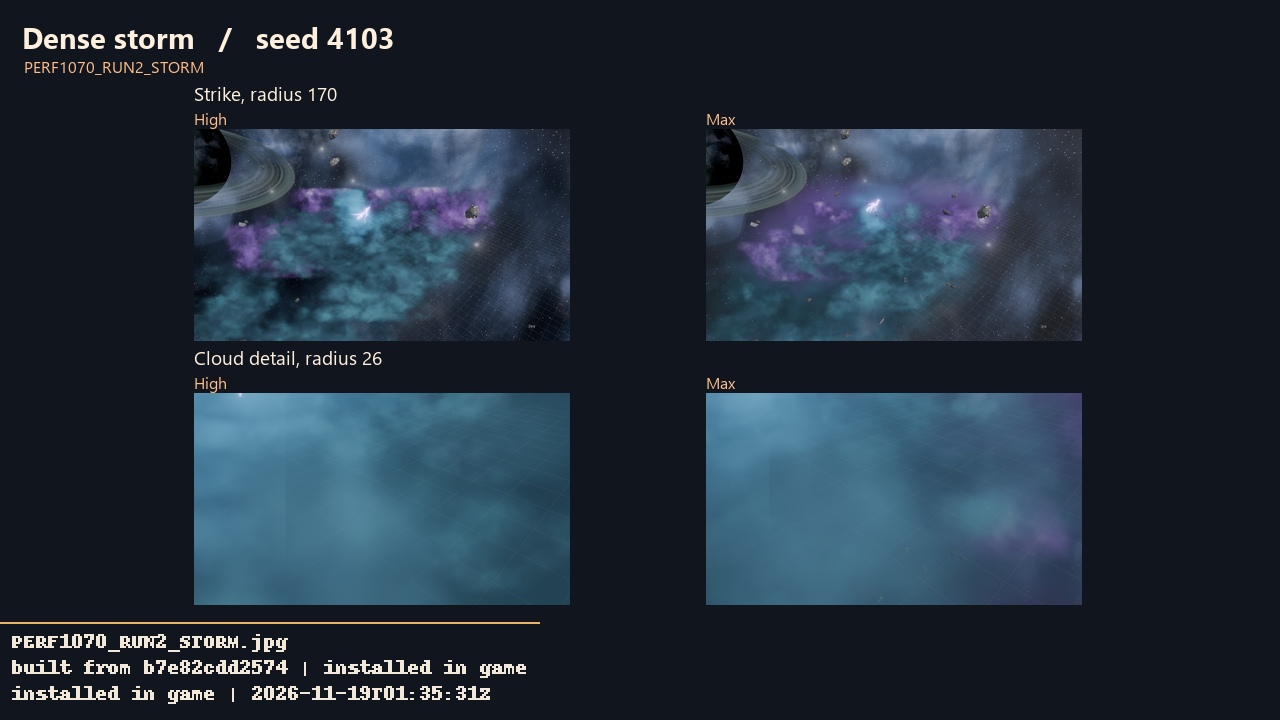 Dense storm / seed 4103
PERF1070_RUN2_STORM
Strike, radius 170
High
Max
Cloud detail, radius 26
High
Max
PERF1070_RUN2_STORM.jpg
built from b7e82cdd2574 | installed in game
installed in game | 2026-11-19T01:35:31Z